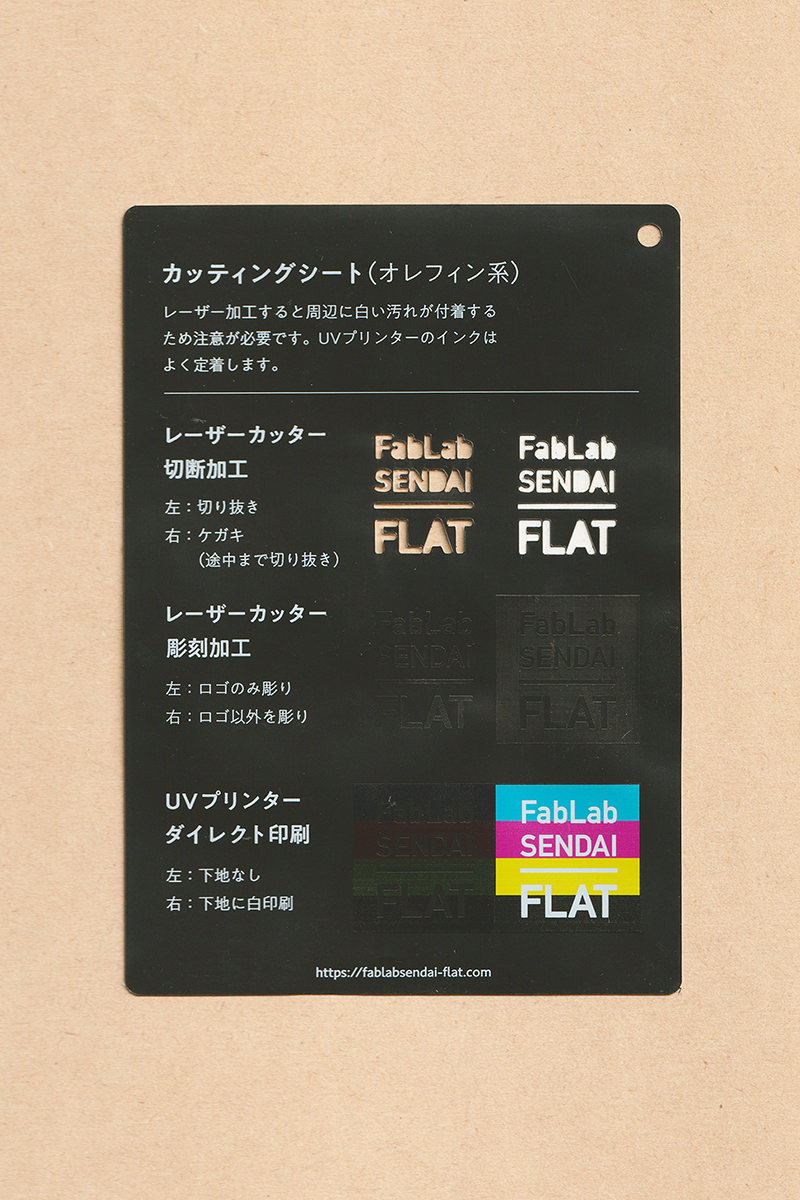 カッティングシート(オレフィン系)
レーザー加工すると周辺に白い汚れが付着する
ため注意が必要です。UVプリンターのインクは
よく定着します。
レーザーカッター
切断加工
左：切り抜き
右：ケガキ
(途中まで切り抜き)
FabLab
SENDAI
FLAT
FabLab
SENDAI
FLAT
レーザーカッター
彫刻加工
左：ロゴのみ彫り
右：ロゴ以外を彫り
FabLab
SENDAI
FLAT
FabLab
SENDAI
FLAT
UVプリンター
ダイレクト印刷
左：下地なし
右：下地に白印刷
FabLab
SENDAI
FLAT
FabLab
SENDAI
FLAT
https://fablabsendai-flat.com